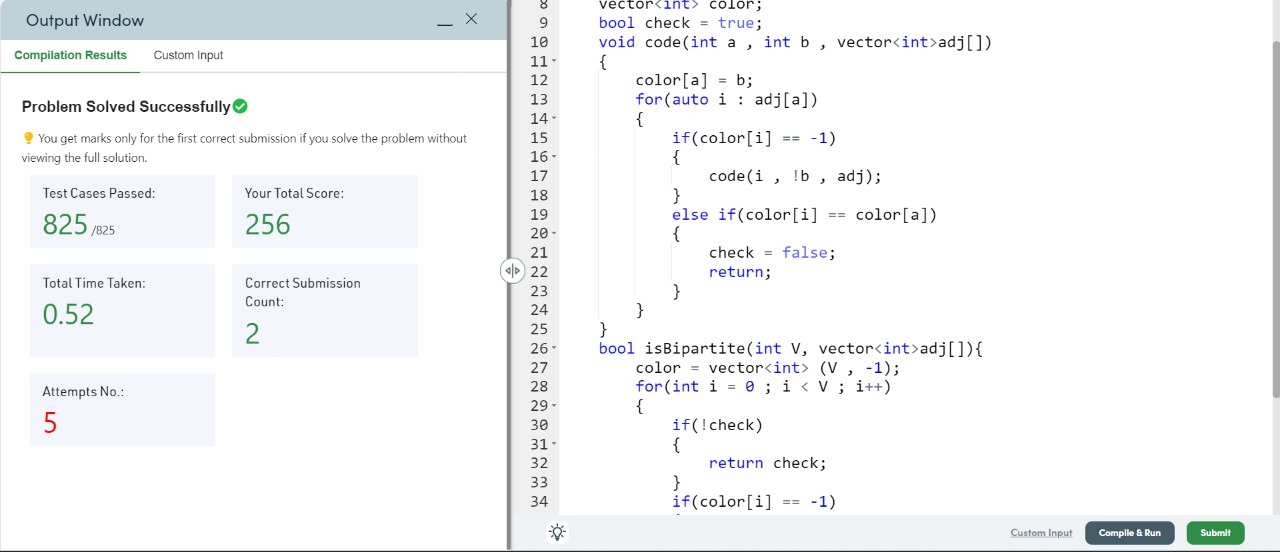 Output Window
Compilation Results Custom Input
Problem Solved Successfully
You get marks only for the first correct submission if you solve the problem without
viewing the full solution.
Test Cases Passed:
825 /825
Your Total Score:
256
Total Time Taken:
0.52
Correct Submission
Count:
2
Attempts No.:
5
8 vector<int> color;
9 bool check = true;
10 void code(int a , int b , vector<int>adj[])
11 {
12 color[a] = b;
13 for(auto i : adj[a])
14 {
15 if(color[i] == -1)
16 {
17 code(i , !b , adj);
18 }
19 else if(color[i] == color[a])
20 {
21 check = false;
22 return;
23 }
24 }
25 }
26 bool isBipartite(int V, vector<int>adj[]){
27 color = vector<int> (V , -1);
28 for(int i = 0 ; i < V ; i++)
29 {
30 if(!check)
31 {
32 return check;
33 }
34 if(color[i] == -1)
Custom Input Compile & Run Submit